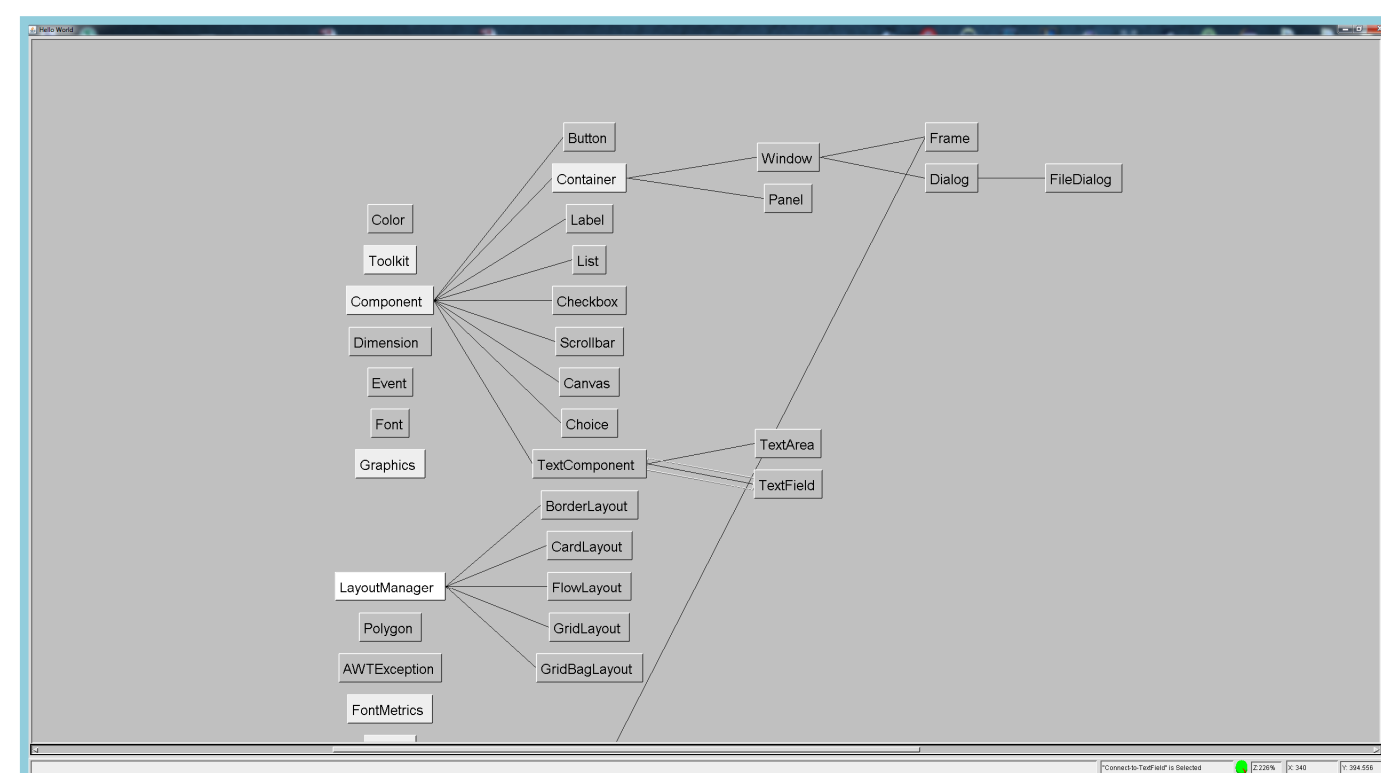 Hello World
Button
Frame
Window
Container
Dialog
FileDialog
Panel
Color
Label
Toolkit
List
Component
Checkbox
Dimension
Scrollbar
Event
Canvas
Font
Choice
TextArea
Graphics
TextComponent
TextField
BorderLayout
CardLayout
LayoutManager
FlowLayout
Polygon
GridLayout
AWTException
GridBagLayout
FontMetrics
"Connect-to-TextField" is Selected
Z:226%
X: 340
Y: 394.556